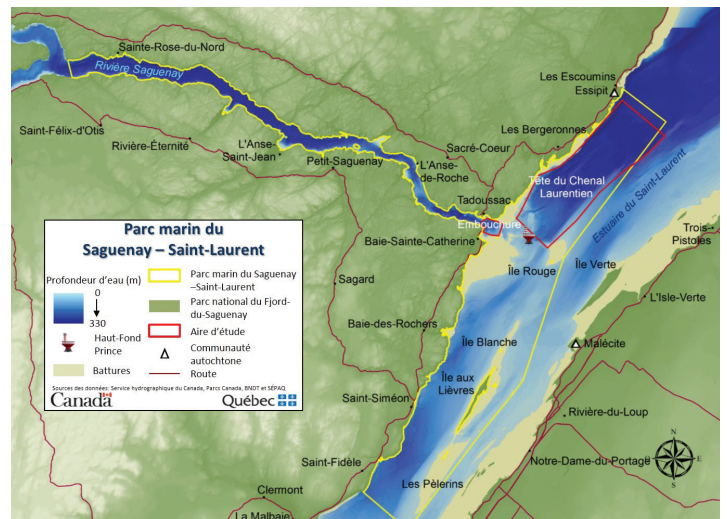 Sainte-Rose-du-Nord
Rivière Saguenay
Les Escoumins
Essipit
Saint-Félix-d'Otis
Rivière-Éternité
L'Anse-
Saint-Jean
Petit-Saguenay
Les Bergeronnes
Sacré-Coeur
L'Anse-
de-Roche
Tête du Chenal
Laurentien
Estuaire du Saint-Laurent
Tadoussac
Embouchure
Baie-Sainte-Catherine
Trois-
Pistoles
Île Rouge
Île Verte
Sagard
L'Isle-Verte
Baie-des-Rochers
Île Blanche
Malécite
Île aux
Lièvres
Saint-Siméon
Rivière-du-Loup
Saint-Fidèle
Notre-Dame-du-Portage
Les Pèlerins
Clermont
La Malbaie
N
E
S
Parc marin du
Saguenay – Saint-Laurent
Profondeur d'eau (m)
0
330
Haut-Fond
Prince
Battures
Parc marin du Saguenay
–Saint-Laurent
Parc national du Fjord-
du-Saguenay
Aire d'étude
Communauté
autochtone
Route
Sources des données: Service hydrographique du Canada, Parcs Canada, BNDT et SÉPAQ
Canada
Québec